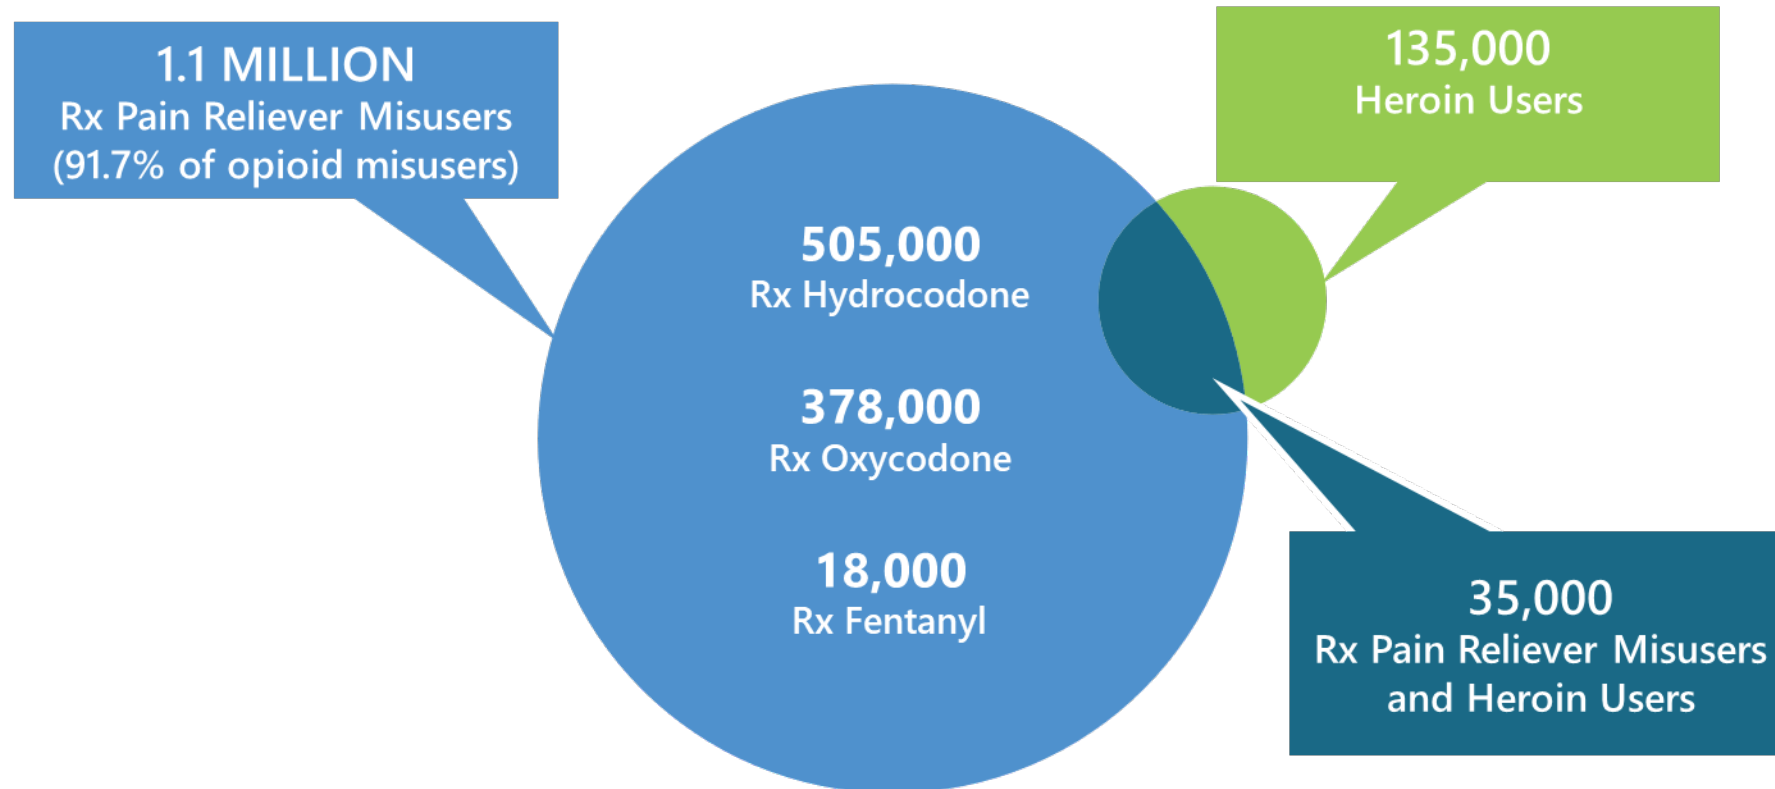 1.1 MILLION
Rx Pain Reliever Misusers
(91.7% of opioid misusers)
135,000
Heroin Users
505,000
Rx Hydrocodone
378,000
Rx Oxycodone
18,000
Rx Fentanyl
35,000
Rx Pain Reliever Misusers
and Heroin Users